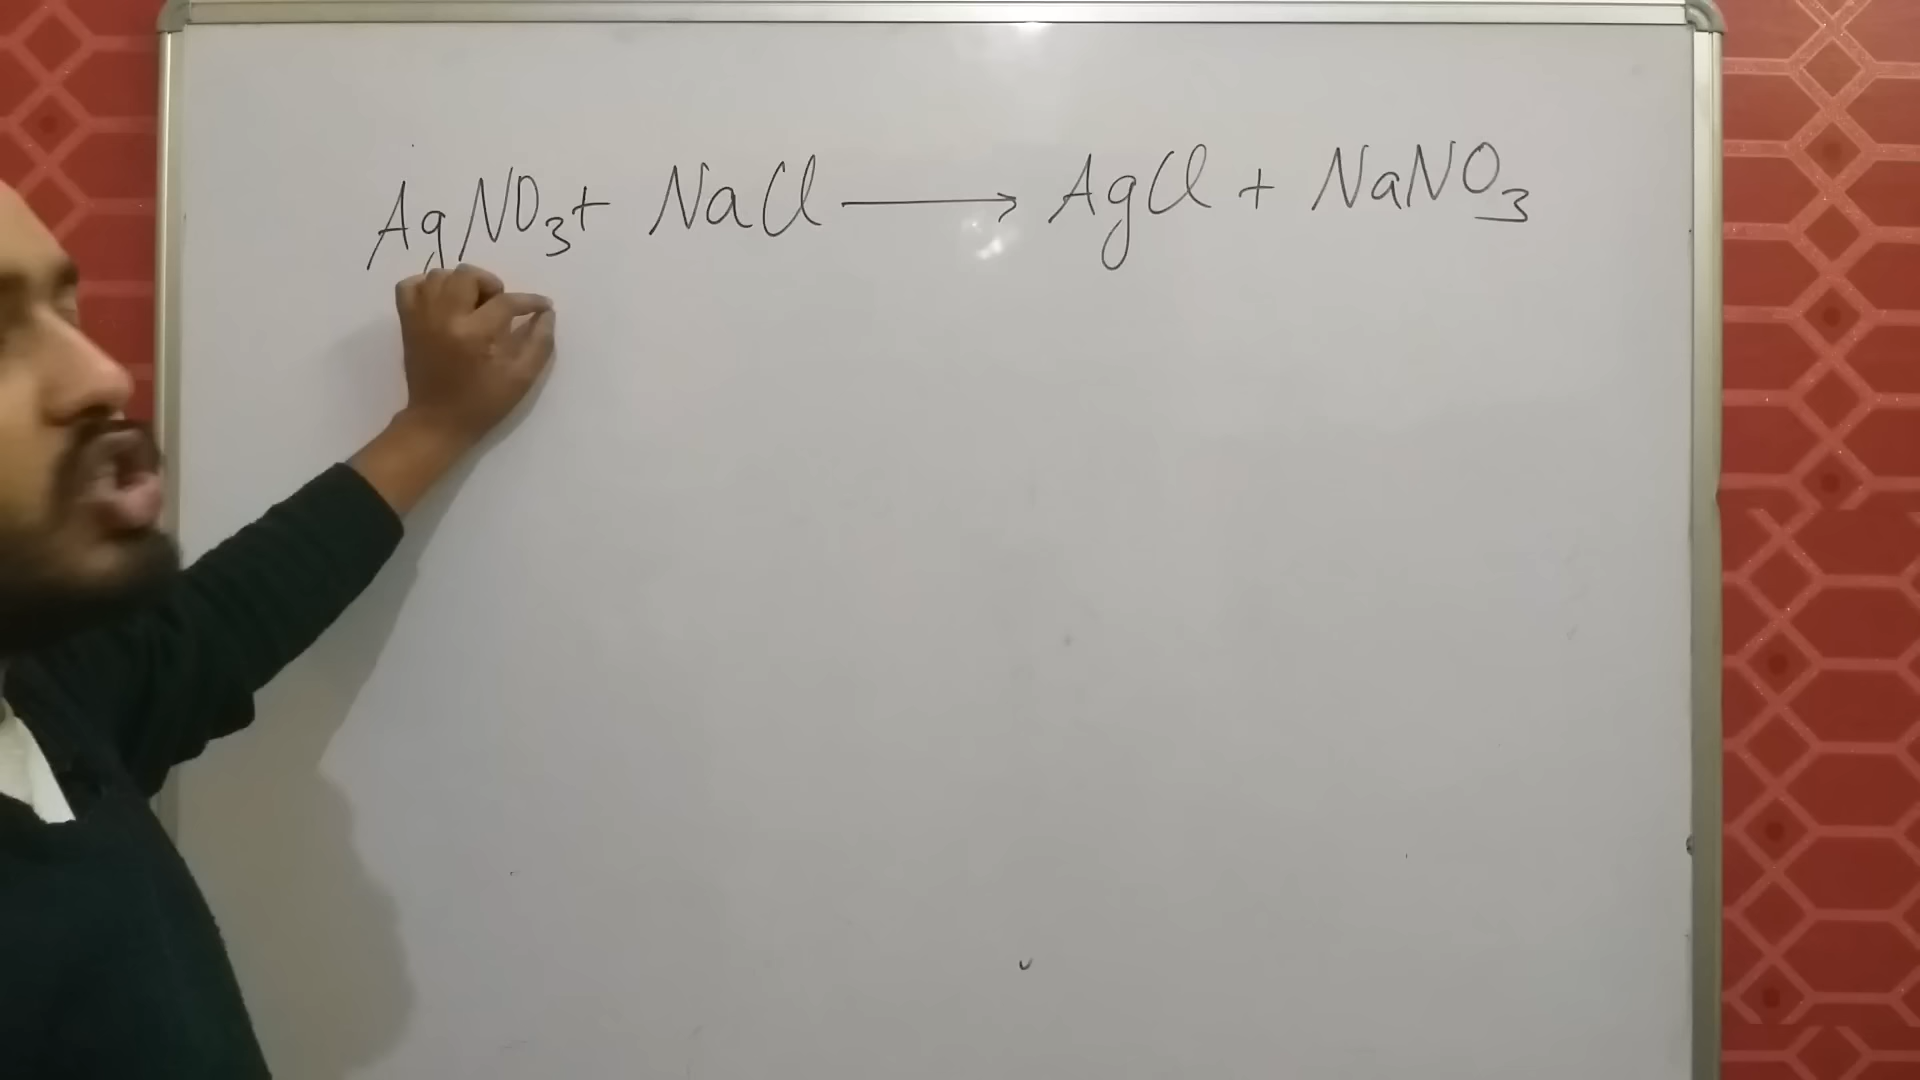 AgNO₃ + NaCl ⟶ AgCl + NaNO₃